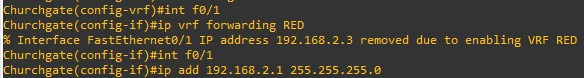 Churchgate(config-vrf)#int f0/1
Churchgate(config-if)#ip vrf forwarding RED
% Interface FastEthernet0/1 IP address 192.168.2.3 removed due to enabling VRF RED
Churchgate(config-if)#int f0/1
Churchgate(config-if)#ip add 192.168.2.1 255.255.255.0